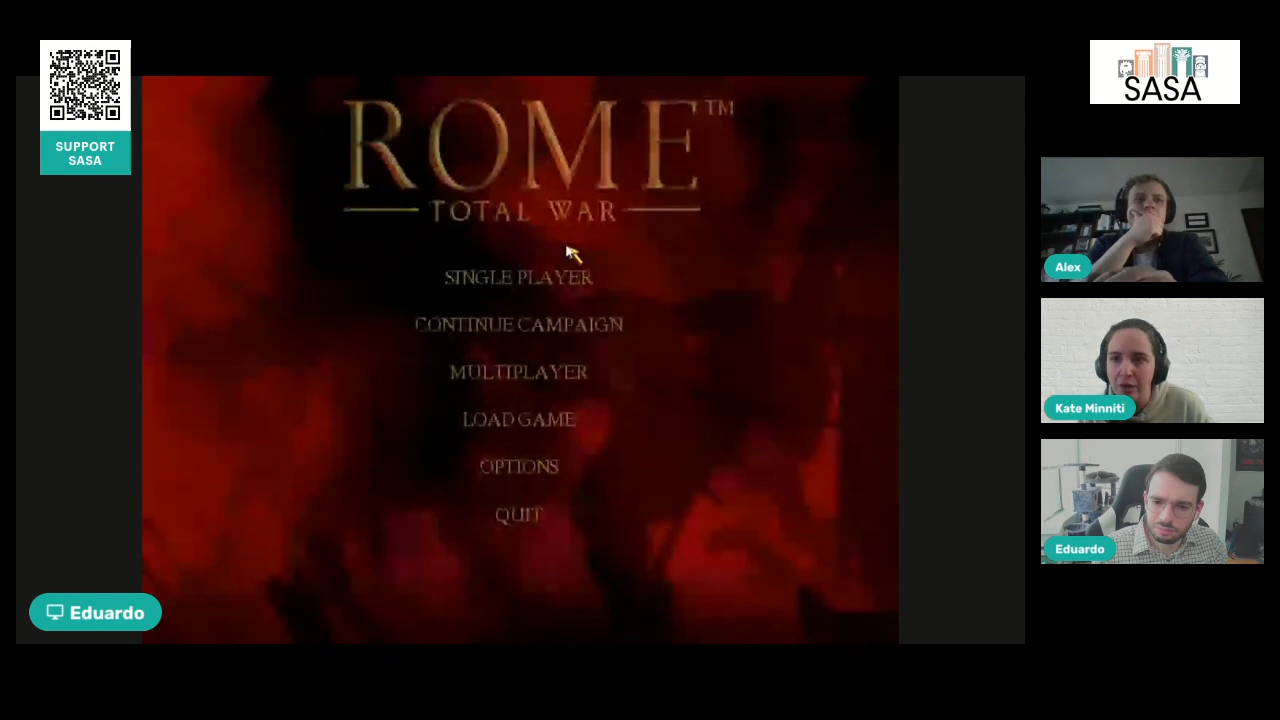 SUPPORT
SASA
SASA
ROME™
TOTAL WAR
SINGLE PLAYER
CONTINUE CAMPAIGN
MULTIPLAYER
LOAD GAME
OPTIONS
QUIT
Alex
Kate Minniti
Eduardo
Eduardo